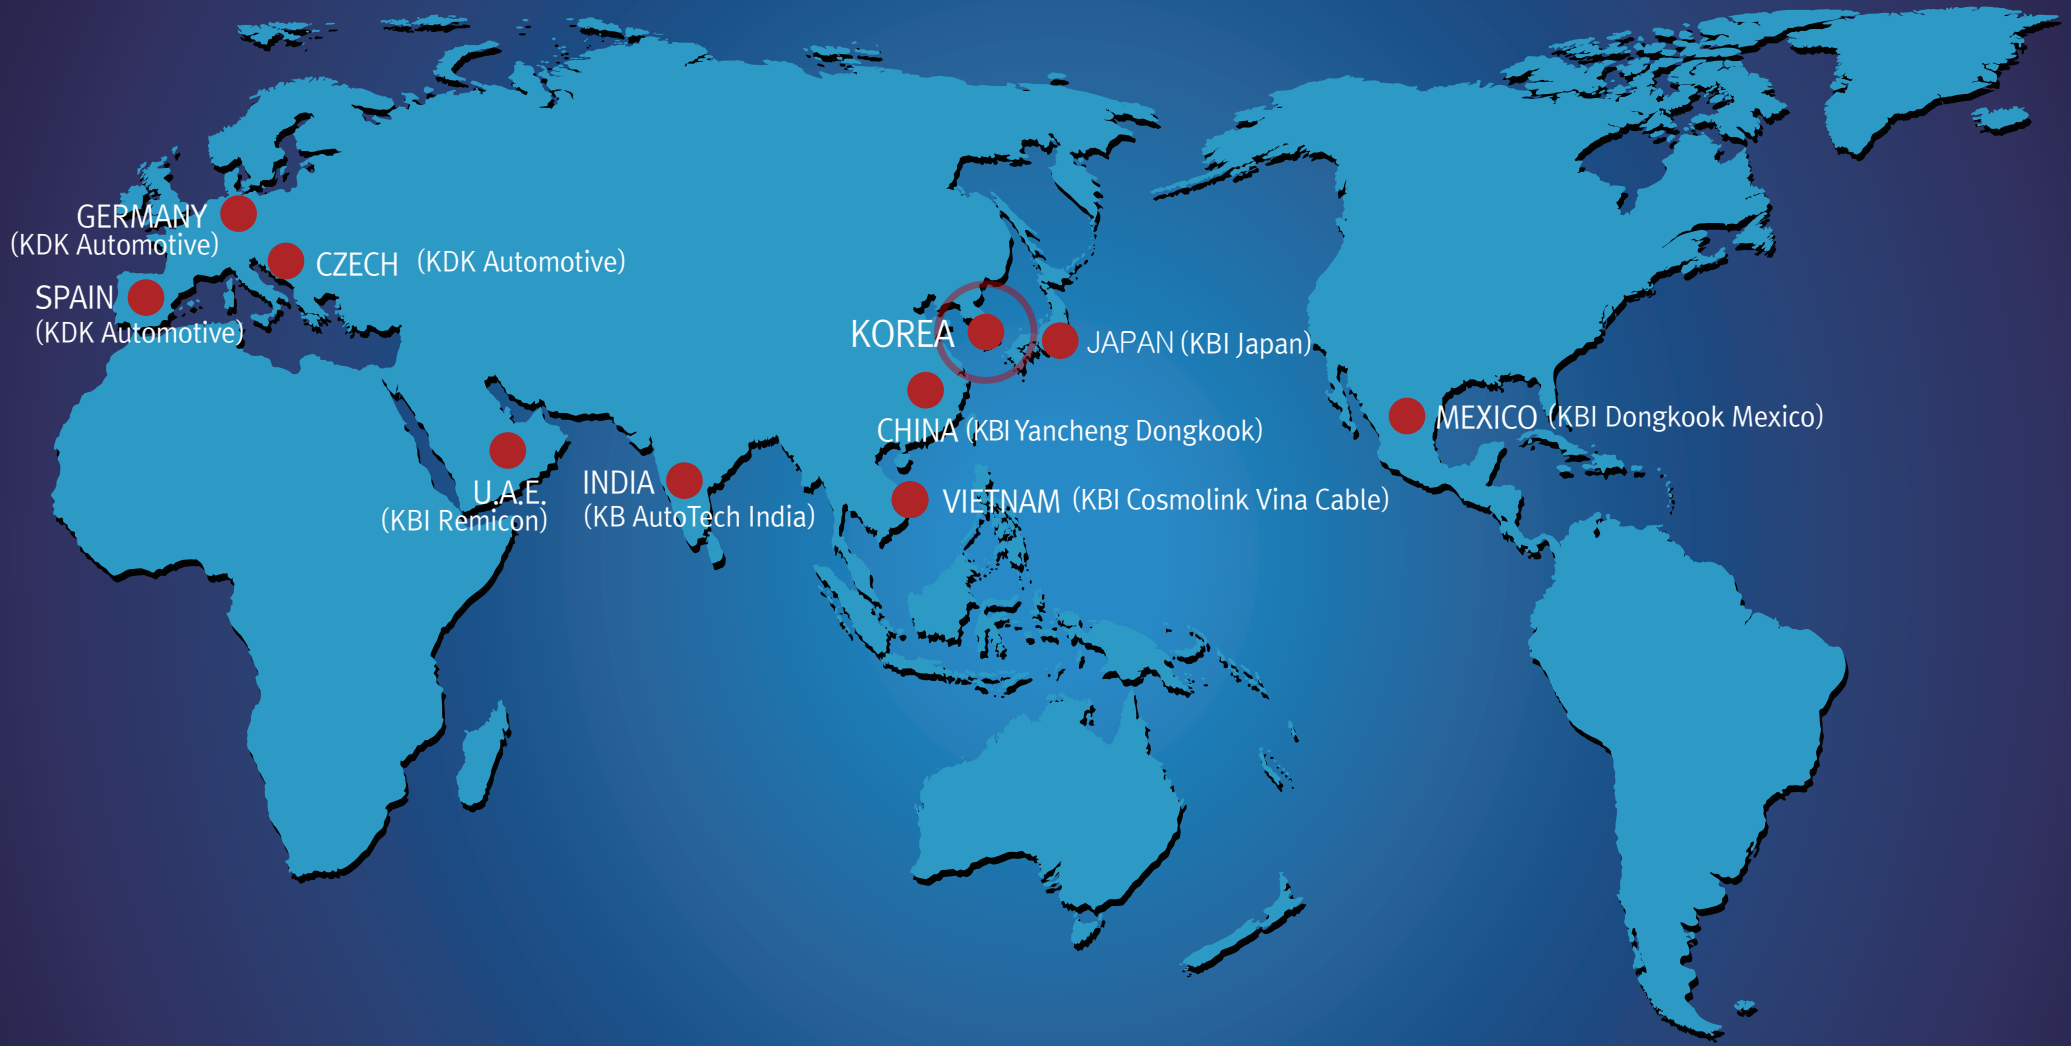 GERMANY
(KDK Automotive)
CZECH (KDK Automotive)
SPAIN
(KDK Automotive)
KOREA
JAPAN (KBI Japan)
CHINA (KBI Yancheng Dongkook)
MEXICO (KBI Dongkook Mexico)
U.A.E.
(KBI Remicon)
INDIA
(KB AutoTech India)
VIETNAM (KBI Cosmolink Vina Cable)